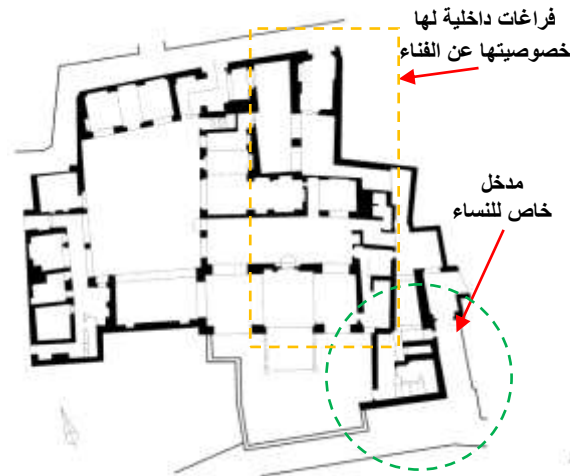 فراغات داخلية لها
خصوصيتها عن الفناء
مدخل
خاص للنساء